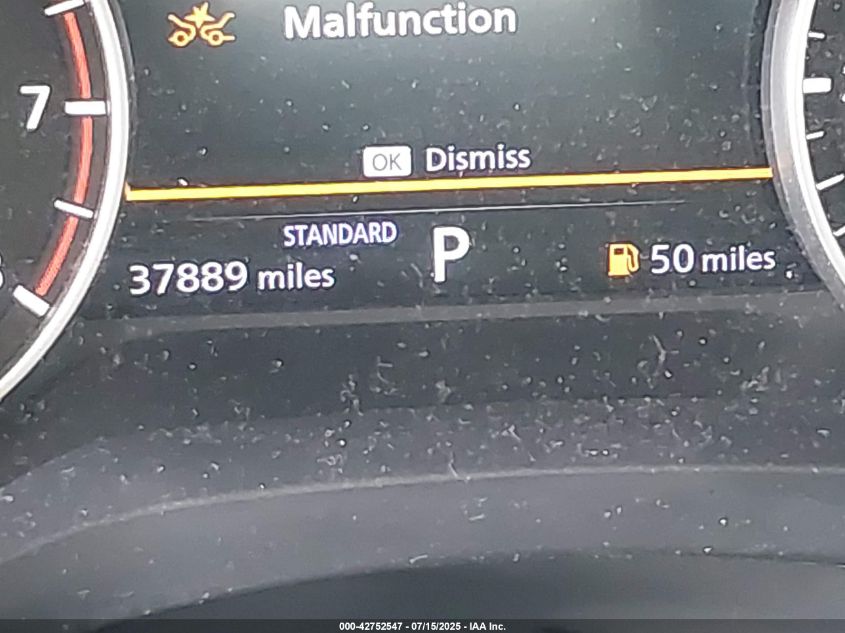 Malfunction
7
OK Dismiss
STANDARD P
37889 miles 50 miles
000-42752547 - 07/15/2025 - IAA Inc.